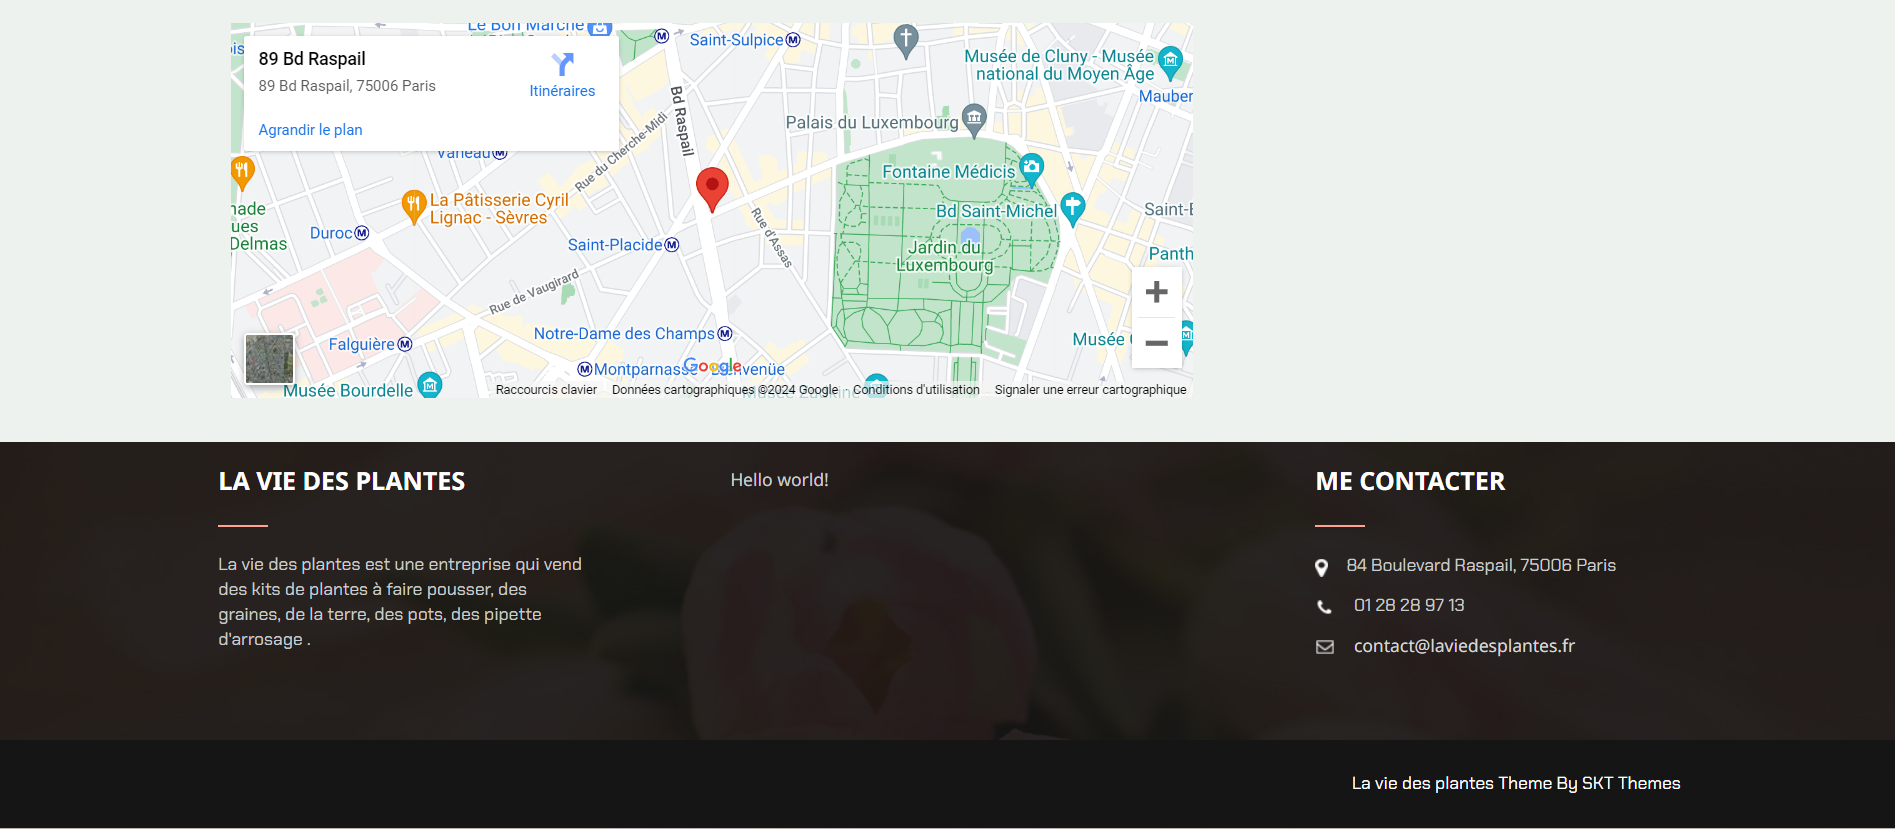 Le Bon Marché
Saint-Sulpice
89 Bd Raspail
89 Bd Raspail, 75006 Paris
Itinéraires
Agrandir le plan
Musée de Cluny - Musée
national du Moyen Âge
Mauber
Bd Raspail
Palais du Luxembourg
Rue du Cherche-Midi
Vaneau
Fontaine Médicis
La Pâtisserie Cyril
Lignac - Sèvres
nade
ues
Delmas
Duroc
Bd Saint-Michel
Saint-E
Rue d'Assas
Saint-Placide
Jardin du
Luxembourg
Panth
Rue de Vaugirard
Notre-Dame des Champs
Falguière
Musée
Google
Montparnasse - Bienvenüe
Musée Bourdelle
Musée Zadkine
Raccourcis clavier
Données cartographiques ©2024 Google
Conditions d'utilisation
Signaler une erreur cartographique
LA VIE DES PLANTES
La vie des plantes est une entreprise qui vend
des kits de plantes à faire pousser, des
graines, de la terre, des pots, des pipette
d'arrosage .
Hello world!
ME CONTACTER
84 Boulevard Raspail, 75006 Paris
01 28 28 97 13
contact@laviedesplantes.fr
La vie des plantes Theme By SKT Themes